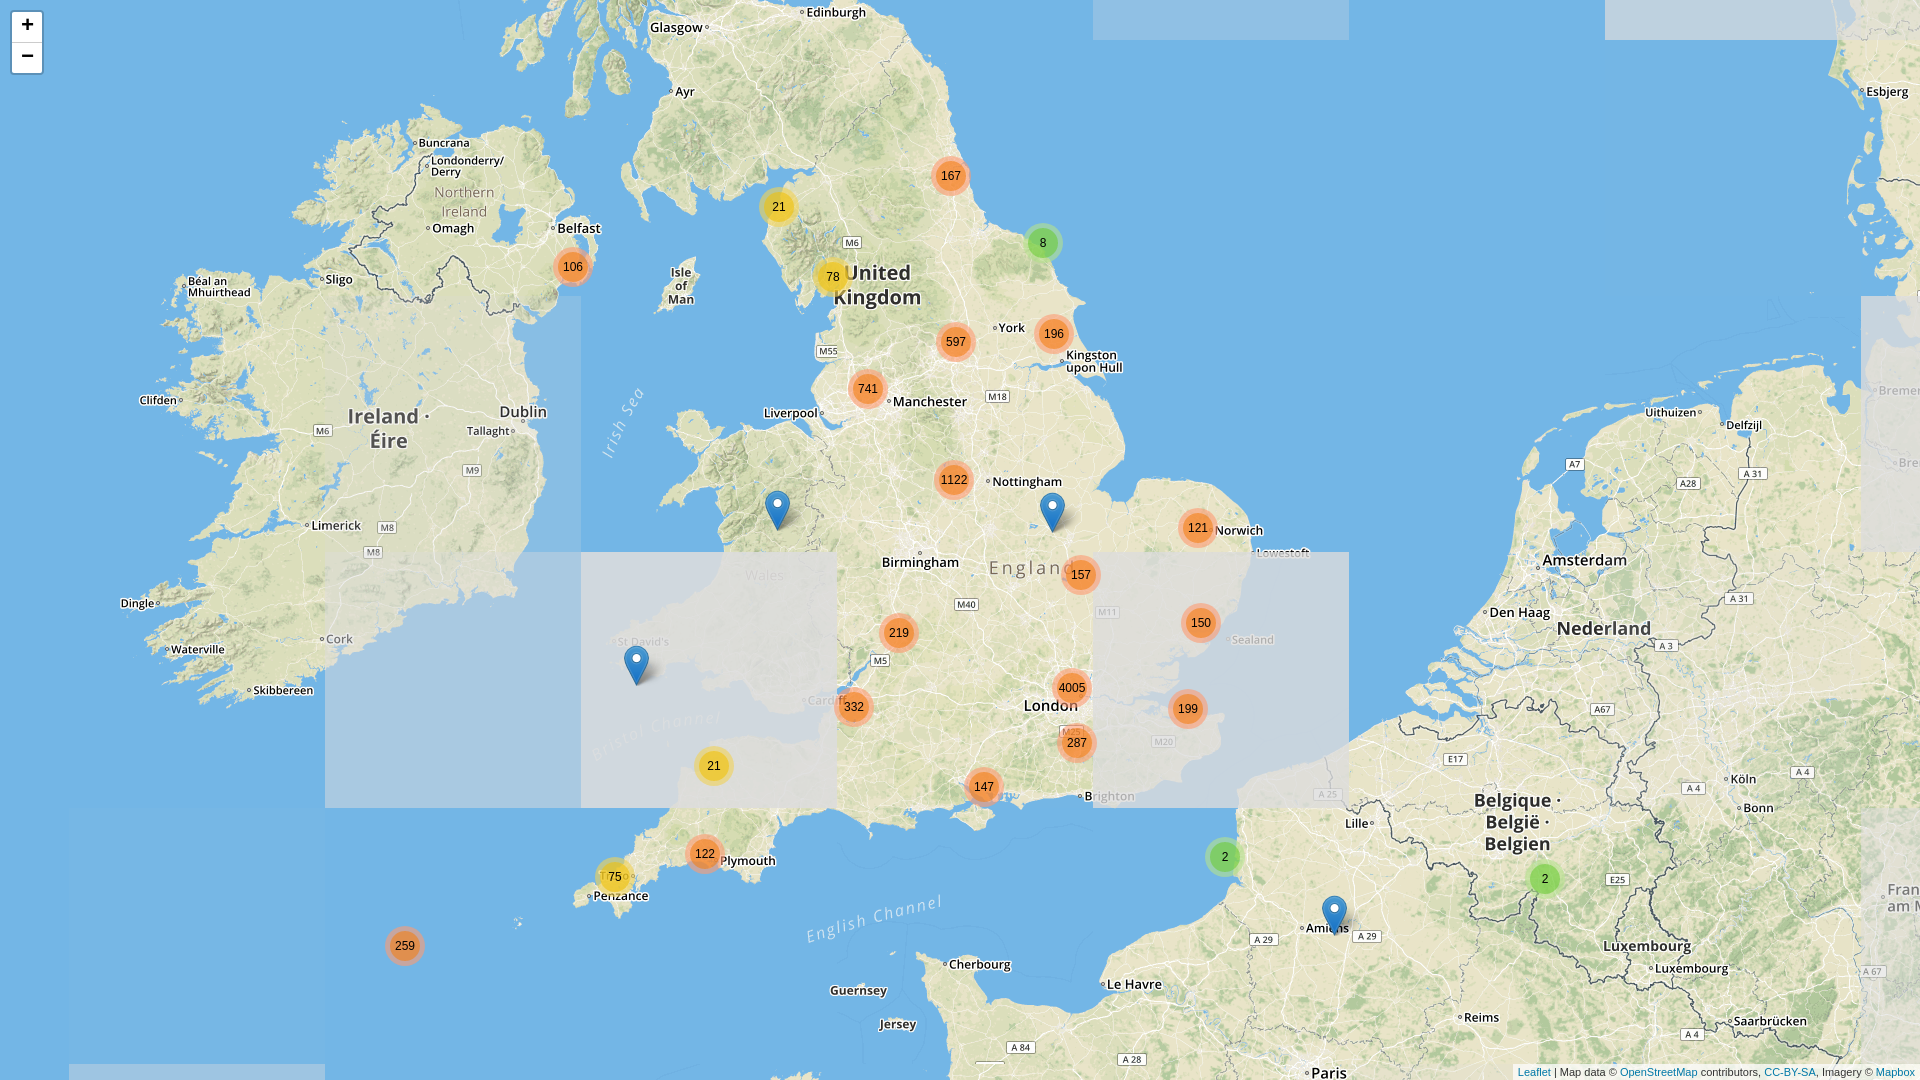 +
−
Edinburgh
Glasgow
Ayr
Esbjerg
Buncrana
Londonderry/
Derry
Northern
Ireland
Omagh
Belfast
167
21
8
M6
106
Isle
of
Man
78
United
Kingdom
Béal an
Mhuirthead
Sligo
York
196
597
M55
Kingston
upon Hull
741
Manchester
M18
Liverpool
Clifden
Ireland ·
Éire
Dublin
Tallaght
M6
M9
Irish Sea
Uithuizen
Delfzijl
A7
A 31
A28
1122
Nottingham
Limerick
M8
M8
121
Norwich
Lowestoft
Birmingham
England
157
Wales
Amsterdam
Dingle
M40
M11
A 31
Den Haag
Nederland
Cork
Waterville
St David's
219
150
Sealand
M5
A 3
Skibbereen
4005
London
Cardiff
332
199
A67
Bristol Channel
M25
287
M20
21
E17
147
Brighton
A 25
Köln
A 4
A 4
Bonn
Belgique ·
België ·
Belgien
Lille
122
Plymouth
75
Penzance
2
2
E25
English Channel
259
Amiens
A 29
A 29
Luxembourg
Luxembourg
A 67
Cherbourg
Le Havre
Guernsey
Jersey
Reims
Saarbrücken
A 4
A 84
A 28
Paris
Leaflet | Map data © OpenStreetMap contributors, CC-BY-SA, Imagery © Mapbox